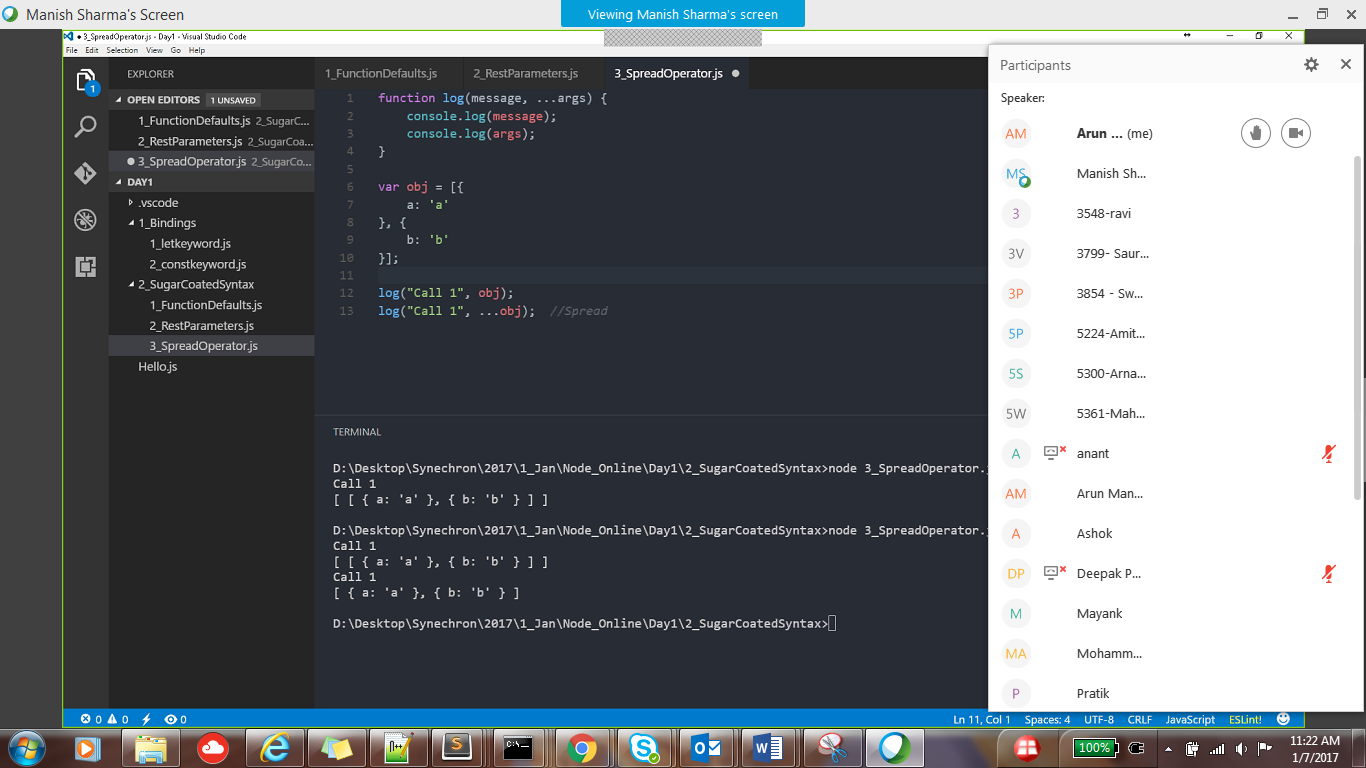 Manish Sharma's Screen
Viewing Manish Sharma's screen
● 3_SpreadOperator.js - Day1 - Visual Studio Code
File Edit Selection View Go Help
EXPLORER
OPEN EDITORS 1 UNSAVED
1_FunctionDefaults.js 2_SugarC...
2_RestParameters.js 2_SugarCoa...
● 3_SpreadOperator.js 2_SugarCo...
DAY1
.vscode
1_Bindings
1_letkeyword.js
2_constkeyword.js
2_SugarCoatedSyntax
1_FunctionDefaults.js
2_RestParameters.js
3_SpreadOperator.js
Hello.js
1
1_FunctionDefaults.js 2_RestParameters.js 3_SpreadOperator.js ●
1 function log(message, ...args) {
2 console.log(message);
3 console.log(args);
4 }
5
6 var obj = [{
7 a: 'a'
8 }, {
9 b: 'b'
10 }];
11
12 log("Call 1", obj);
13 log("Call 1", ...obj); //Spread
TERMINAL
D:\Desktop\Synechron\2017\1_Jan\Node_Online\Day1\2_SugarCoatedSyntax>node 3_SpreadOperator.
Call 1
[ [ { a: 'a' }, { b: 'b' } ] ]
D:\Desktop\Synechron\2017\1_Jan\Node_Online\Day1\2_SugarCoatedSyntax>node 3_SpreadOperator.
Call 1
[ [ { a: 'a' }, { b: 'b' } ] ]
Call 1
[ { a: 'a' }, { b: 'b' } ]
D:\Desktop\Synechron\2017\1_Jan\Node_Online\Day1\2_SugarCoatedSyntax>
Participants
Speaker:
AM Arun ... (me)
MS Manish Sh...
3 3548-ravi
3V 3799- Saur...
3P 3854 - Sw...
5P 5224-Amit...
5S 5300-Arna...
5W 5361-Mah...
A anant
AM Arun Man...
A Ashok
DP Deepak P...
M Mayank
MA Mohamm...
P Pratik
0 0 0 Ln 11, Col 1 Spaces: 4 UTF-8 CRLF JavaScript ESLint!
100% 11:22 AM
1/7/2017